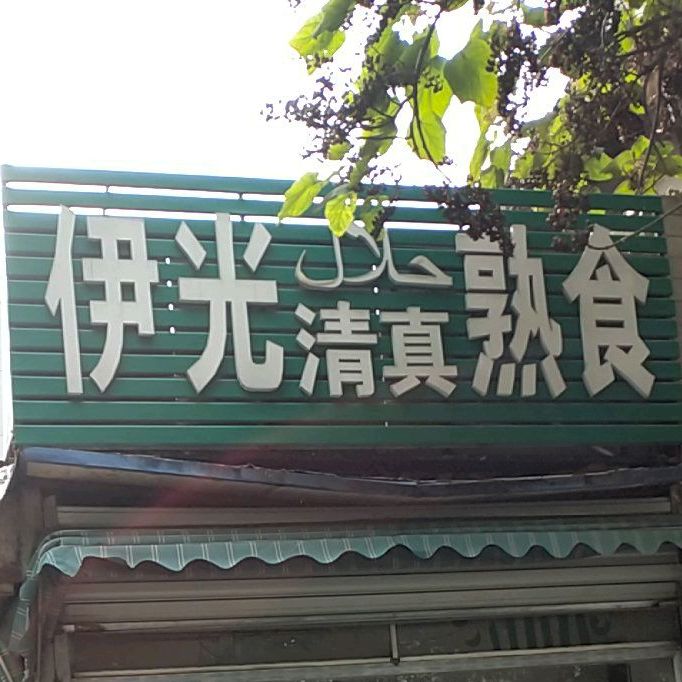 伊光 حلال 清真 熟食